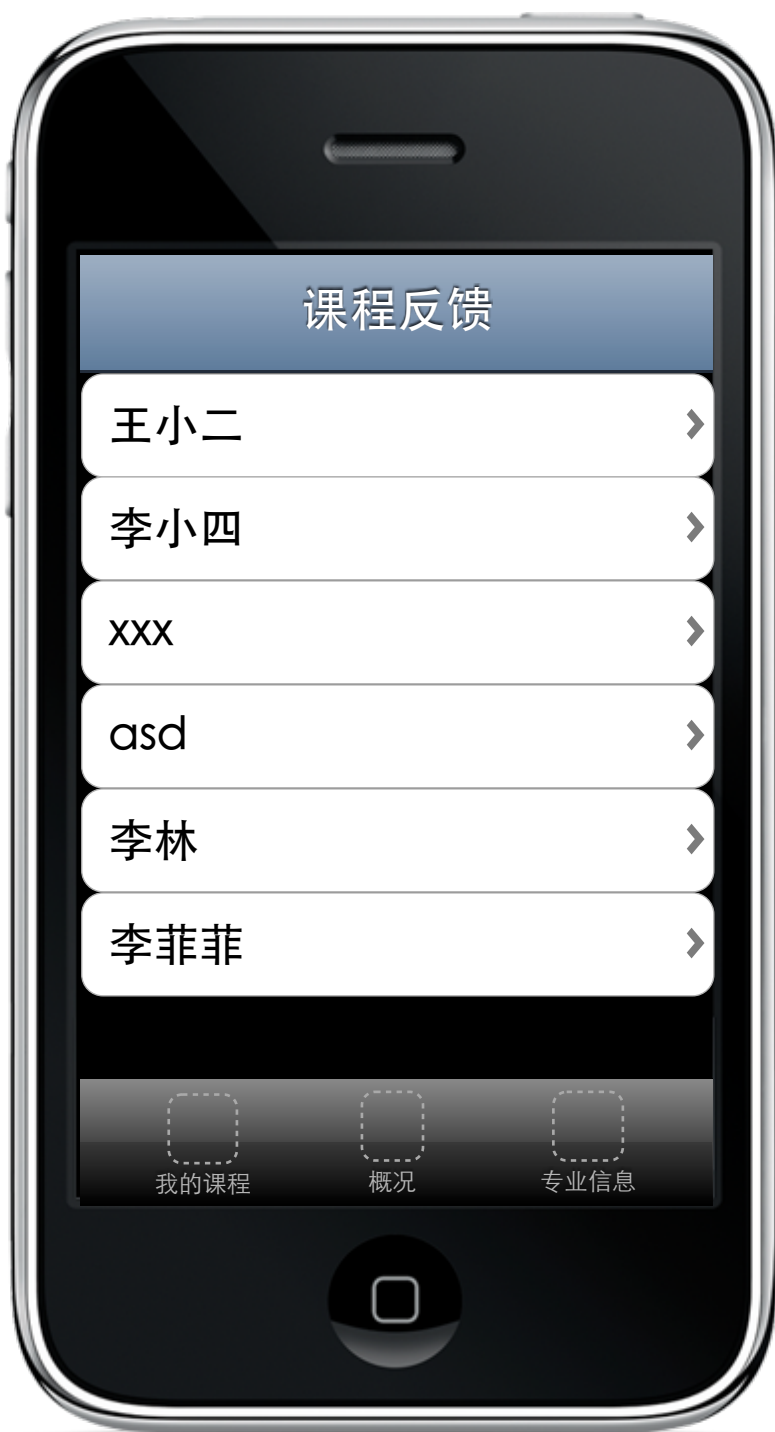 课程反馈
王小二
李小四
xxx
asd
李林
李菲菲
我的课程 概况 专业信息